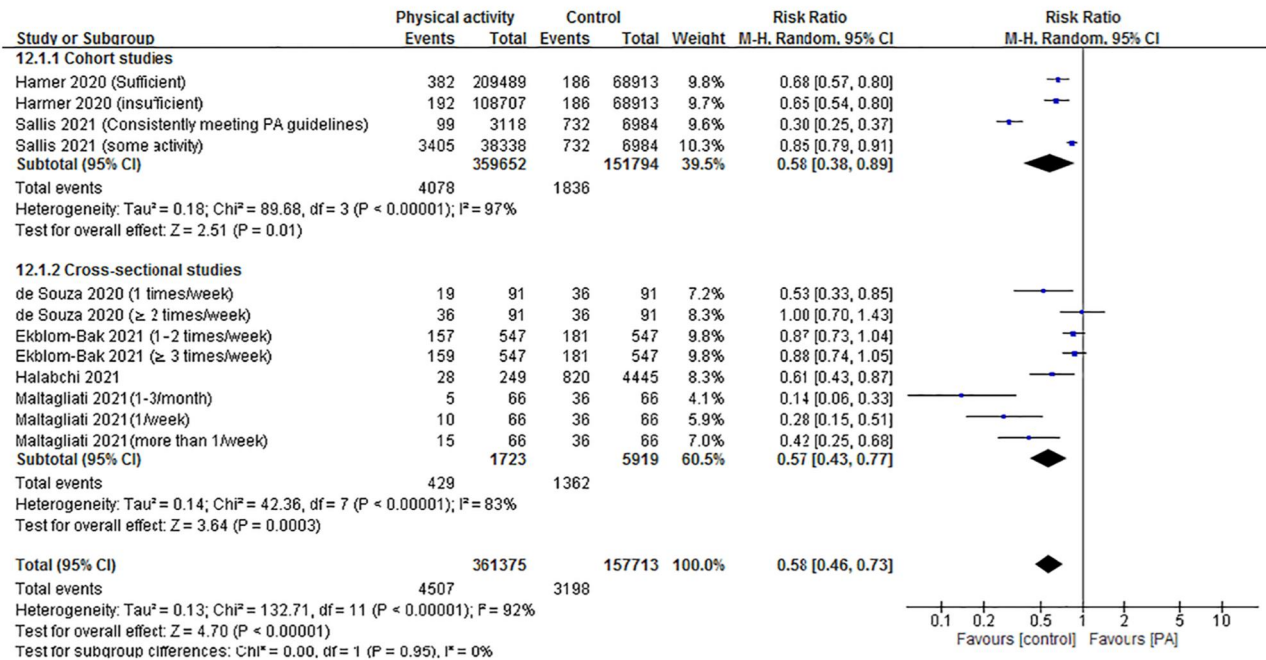 Physical activity Control Risk Ratio Risk Ratio
Study or Subgroup Events Total Events Total Weight M-H, Random, 95% CI M-H, Random, 95% CI
12.1.1 Cohort studies
Hamer 2020 (Sufficient) 382 209489 186 68913 9.8% 0.68 [0.57, 0.80]
Harmer 2020 (insufficient) 192 108707 186 68913 9.7% 0.65 [0.54, 0.80]
Sallis 2021 (Consistently meeting PA guidelines) 99 3118 732 6984 9.6% 0.30 [0.25, 0.37]
Sallis 2021 (some activity) 3405 38338 732 6984 10.3% 0.85 [0.79, 0.91]
Subtotal (95% CI) 359652 151794 39.5% 0.58 [0.38, 0.89]
Total events 4078 1836
Heterogeneity: Tau² = 0.18; Chi² = 89.68, df = 3 (P < 0.00001); I² = 97%
Test for overall effect: Z = 2.51 (P = 0.01)
12.1.2 Cross-sectional studies
de Souza 2020 (1 times/week) 19 91 36 91 7.2% 0.53 [0.33, 0.85]
de Souza 2020 (≥ 2 times/week) 36 91 36 91 8.3% 1.00 [0.70, 1.43]
Ekblom-Bak 2021 (1-2 times/week) 157 547 181 547 9.8% 0.87 [0.73, 1.04]
Ekblom-Bak 2021 (≥ 3 times/week) 159 547 181 547 9.8% 0.88 [0.74, 1.05]
Halabchi 2021 28 249 820 4445 8.3% 0.61 [0.43, 0.87]
Maltagliati 2021(1-3/month) 5 66 36 66 4.1% 0.14 [0.06, 0.33]
Maltagliati 2021(1/week) 10 66 36 66 5.9% 0.28 [0.15, 0.51]
Maltagliati 2021(more than 1/week) 15 66 36 66 7.0% 0.42 [0.25, 0.68]
Subtotal (95% CI) 1723 5919 60.5% 0.57 [0.43, 0.77]
Total events 429 1362
Heterogeneity: Tau² = 0.14; Chi² = 42.36, df = 7 (P < 0.00001); I² = 83%
Test for overall effect: Z = 3.64 (P = 0.0003)
Total (95% CI) 361375 157713 100.0% 0.58 [0.46, 0.73]
Total events 4507 3198
Heterogeneity: Tau² = 0.13; Chi² = 132.71, df = 11 (P < 0.00001); I² = 92%
Test for overall effect: Z = 4.70 (P < 0.00001)
Test for subgroup differences: Chi² = 0.00, df = 1 (P = 0.95), I² = 0%
0.1 0.2 0.5 1 2 5 10
Favours [control] Favours [PA]